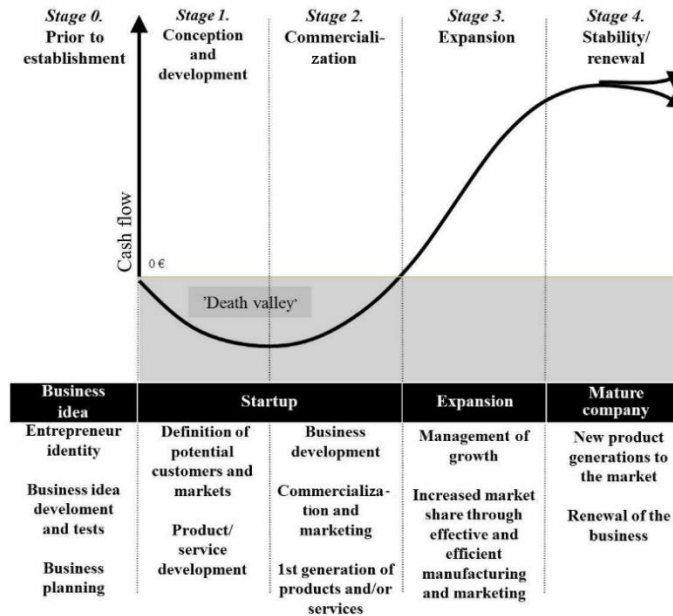 Stage 0.
Prior to
establishment
Stage 1.
Conception
and
development
Stage 2.
Commerciali-
zation
Stage 3.
Expansion
Stage 4.
Stability/
renewal
Cash flow
0 €
'Death valley'
Business
idea
Startup
Expansion
Mature
company
Entrepreneur
identity
Business idea
develoment
and tests
Business
planning
Definition of
potential
customers and
markets
Product/
service
development
Business
development
Commercializa-
tion and
marketing
1st generation of
products and/or
services
Management of
growth
Increased market
share through
effective and
efficient
manufacturing
and marketing
New product
generations to
the market
Renewal of the
business